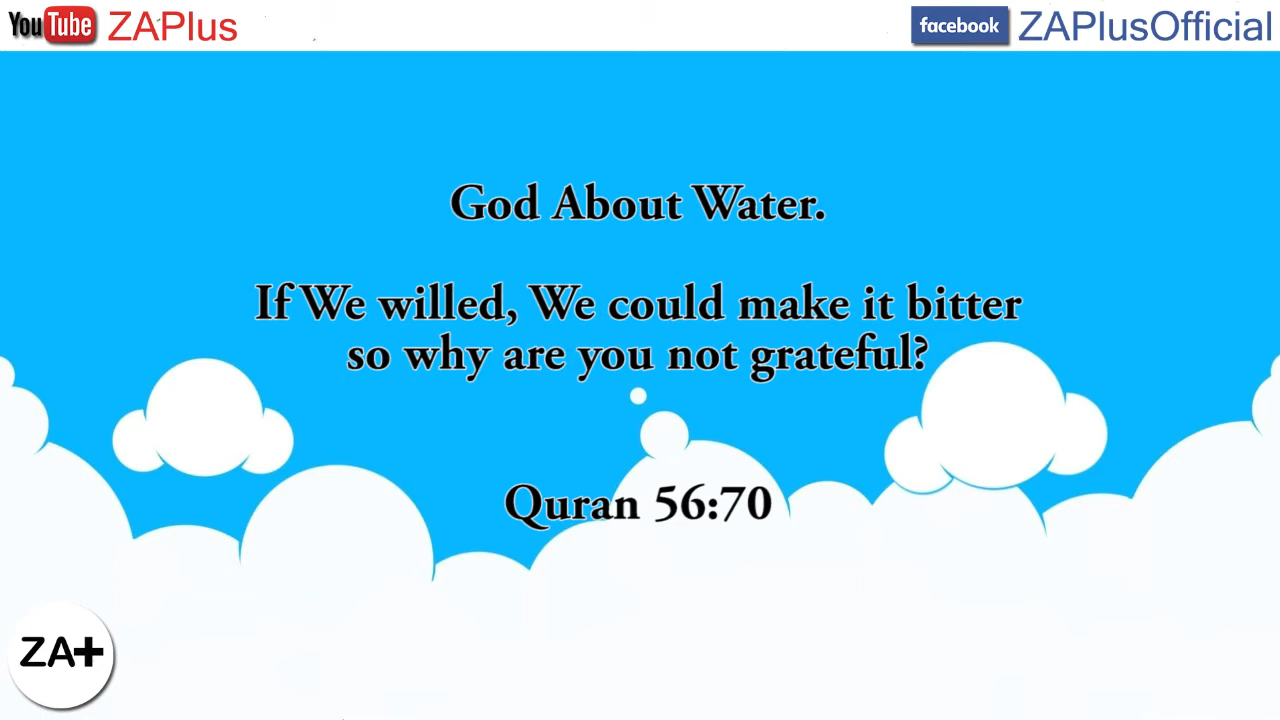 YouTube ZAPlus
facebook ZAPlusOfficial
God About Water.
If We willed, We could make it bitter
so why are you not grateful?
Quran 56:70
ZA+